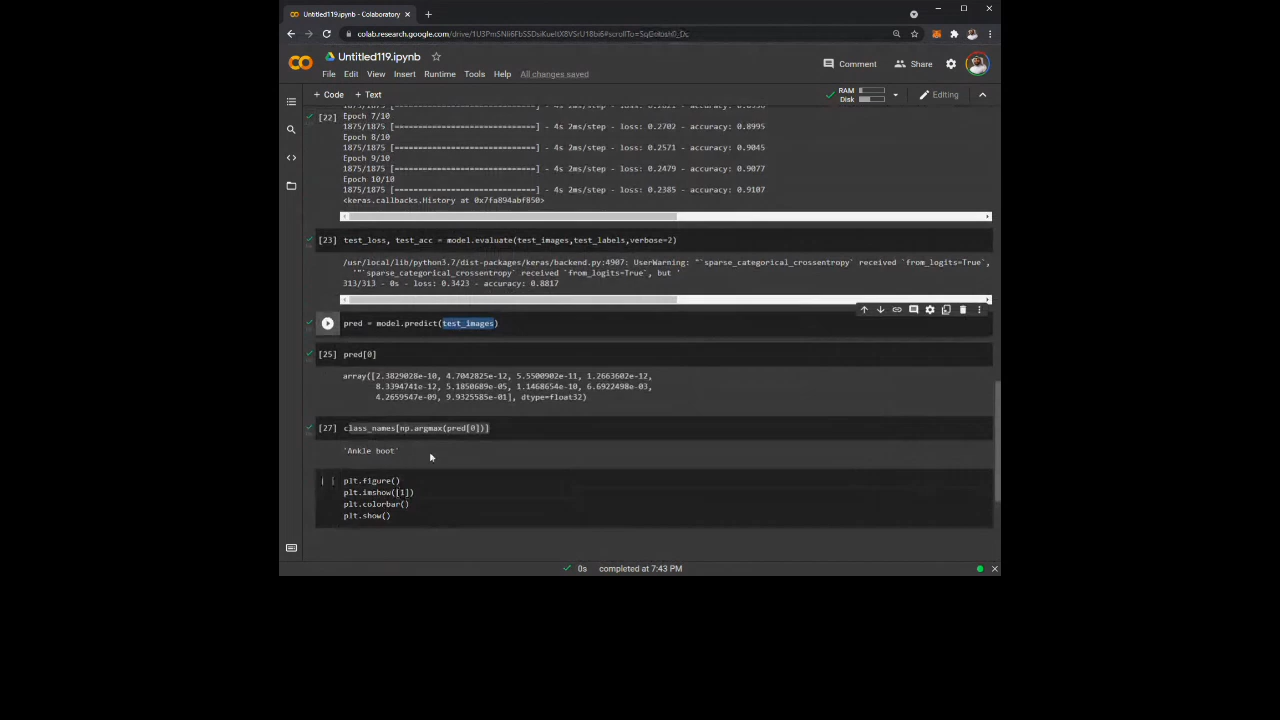 Untitled119.ipynb - Colaboratory
Untitled119.ipynb
File Edit View Insert Runtime Tools Help All changes saved
Comment Share
+ Code + Text
RAM
Disk
Editing
[22]
Epoch 7/10
1875/1875 [==============================] - 4s 2ms/step - loss: 0.2702 - accuracy: 0.8995
Epoch 8/10
1875/1875 [==============================] - 4s 2ms/step - loss: 0.2571 - accuracy: 0.9045
Epoch 9/10
1875/1875 [==============================] - 4s 2ms/step - loss: 0.2479 - accuracy: 0.9077
Epoch 10/10
1875/1875 [==============================] - 4s 2ms/step - loss: 0.2385 - accuracy: 0.9107
<keras.callbacks.History at 0x7fa894abf850>
[23] test_loss, test_acc = model.evaluate(test_images,test_labels,verbose=2)
/usr/local/lib/python3.7/dist-packages/keras/backend.py:4907: UserWarning: "`sparse_categorical_crossentropy` received `from_logits=True`,
'"`sparse_categorical_crossentropy` received `from_logits=True`, but '
313/313 - 0s - loss: 0.3423 - accuracy: 0.8817
pred = model.predict(test_images)
[25] pred[0]
array([2.3829028e-10, 4.7042825e-12, 5.5500902e-11, 1.2663602e-12,
8.3394741e-12, 5.1850689e-05, 1.1468654e-10, 6.6922498e-03,
4.2659547e-09, 9.9325585e-01], dtype=float32)
[27] class_names[np.argmax(pred[0])]
'Ankle boot'
[ ] plt.figure()
plt.imshow([1])
plt.colorbar()
plt.show()
0s completed at 7:43 PM